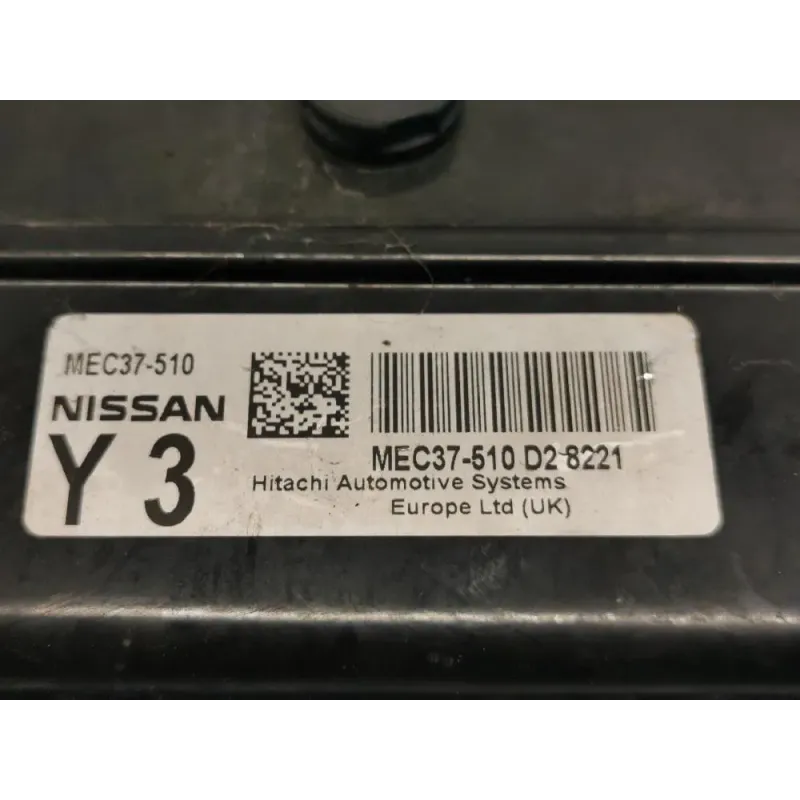 MEC37-510
NISSAN
Y 3
MEC37-510 D2 8221
Hitachi Automotive Systems
Europe Ltd (UK)